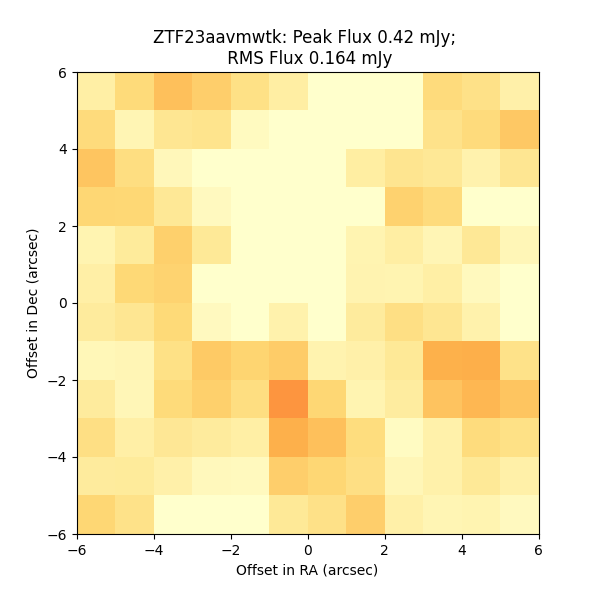 ZTF23aavmwtk: Peak Flux 0.42 mJy;
RMS Flux 0.164 mJy
6
4
2
0
−2
−4
−6
Offset in Dec (arcsec)
−6 −4 −2 0 2 4 6
Offset in RA (arcsec)